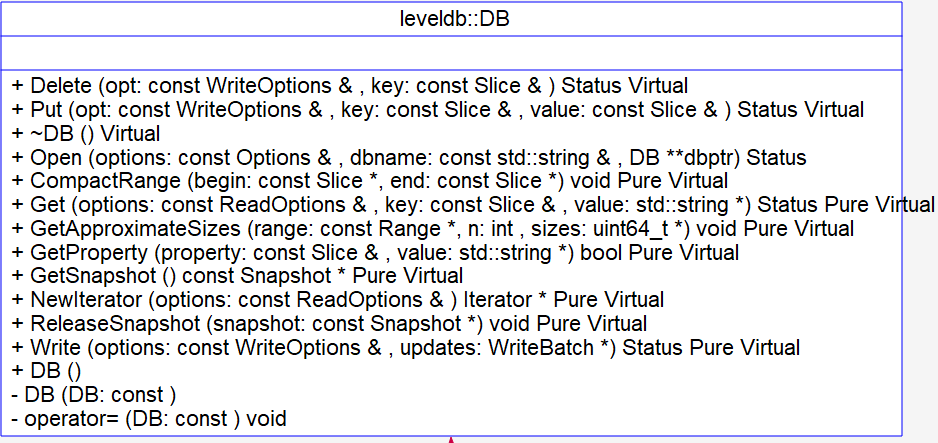 leveldb::DB
+ Delete (opt: const WriteOptions & , key: const Slice & ) Status Virtual
+ Put (opt: const WriteOptions & , key: const Slice & , value: const Slice & ) Status Virtual
+ ~DB () Virtual
+ Open (options: const Options & , dbname: const std::string & , DB **dbptr) Status
+ CompactRange (begin: const Slice *, end: const Slice *) void Pure Virtual
+ Get (options: const ReadOptions & , key: const Slice & , value: std::string *) Status Pure Virtual
+ GetApproximateSizes (range: const Range *, n: int , sizes: uint64_t *) void Pure Virtual
+ GetProperty (property: const Slice & , value: std::string *) bool Pure Virtual
+ GetSnapshot () const Snapshot * Pure Virtual
+ NewIterator (options: const ReadOptions & ) Iterator * Pure Virtual
+ ReleaseSnapshot (snapshot: const Snapshot *) void Pure Virtual
+ Write (options: const WriteOptions & , updates: WriteBatch *) Status Pure Virtual
+ DB ()
- DB (DB: const )
- operator= (DB: const ) void